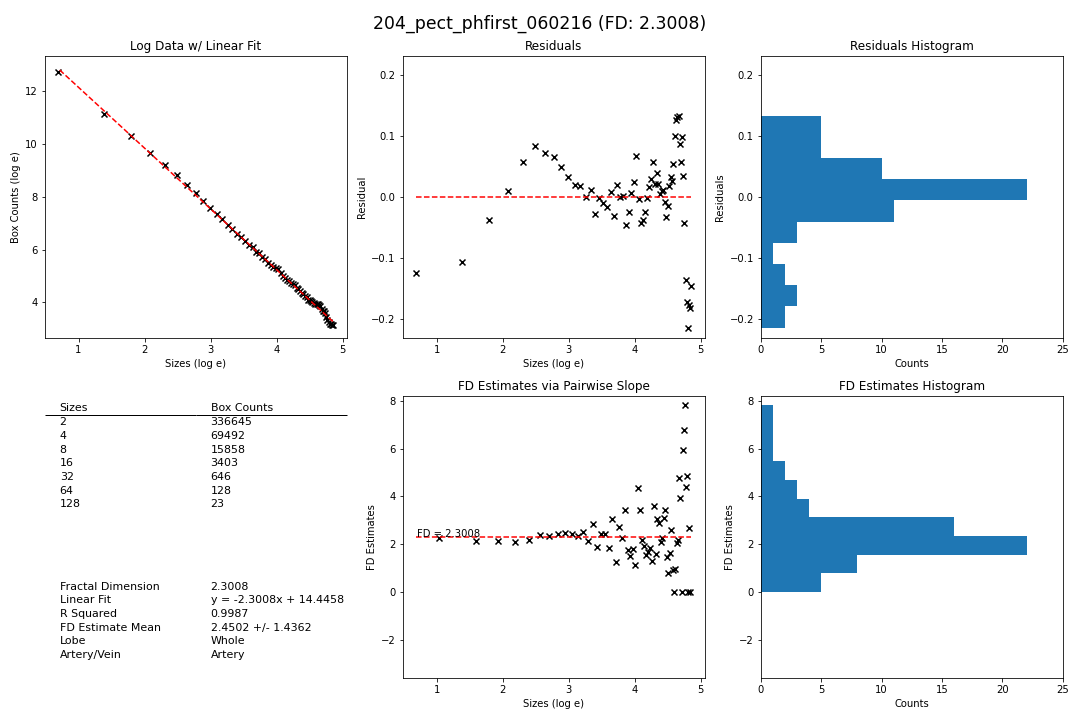 204_pect_phfirst_060216 (FD: 2.3008)
Log Data w/ Linear Fit
Box Counts (log e)
12
10
8
6
4
1 2 3 4 5
Sizes (log e)
Residuals
Residual
0.2
0.1
0.0
−0.1
−0.2
1 2 3 4 5
Sizes (log e)
Residuals Histogram
Residuals
0.2
0.1
0.0
−0.1
−0.2
0 5 10 15 20 25
Counts
Sizes Box Counts
2 336645
4 69492
8 15858
16 3403
32 646
64 128
128 23
Fractal Dimension 2.3008
Linear Fit y = -2.3008x + 14.4458
R Squared 0.9987
FD Estimate Mean 2.4502 +/- 1.4362
Lobe Whole
Artery/Vein Artery
FD Estimates via Pairwise Slope
FD Estimates
8
6
4
FD = 2.3008
2
0
−2
1 2 3 4 5
Sizes (log e)
FD Estimates Histogram
FD Estimates
8
6
4
2
0
−2
0 5 10 15 20 25
Counts